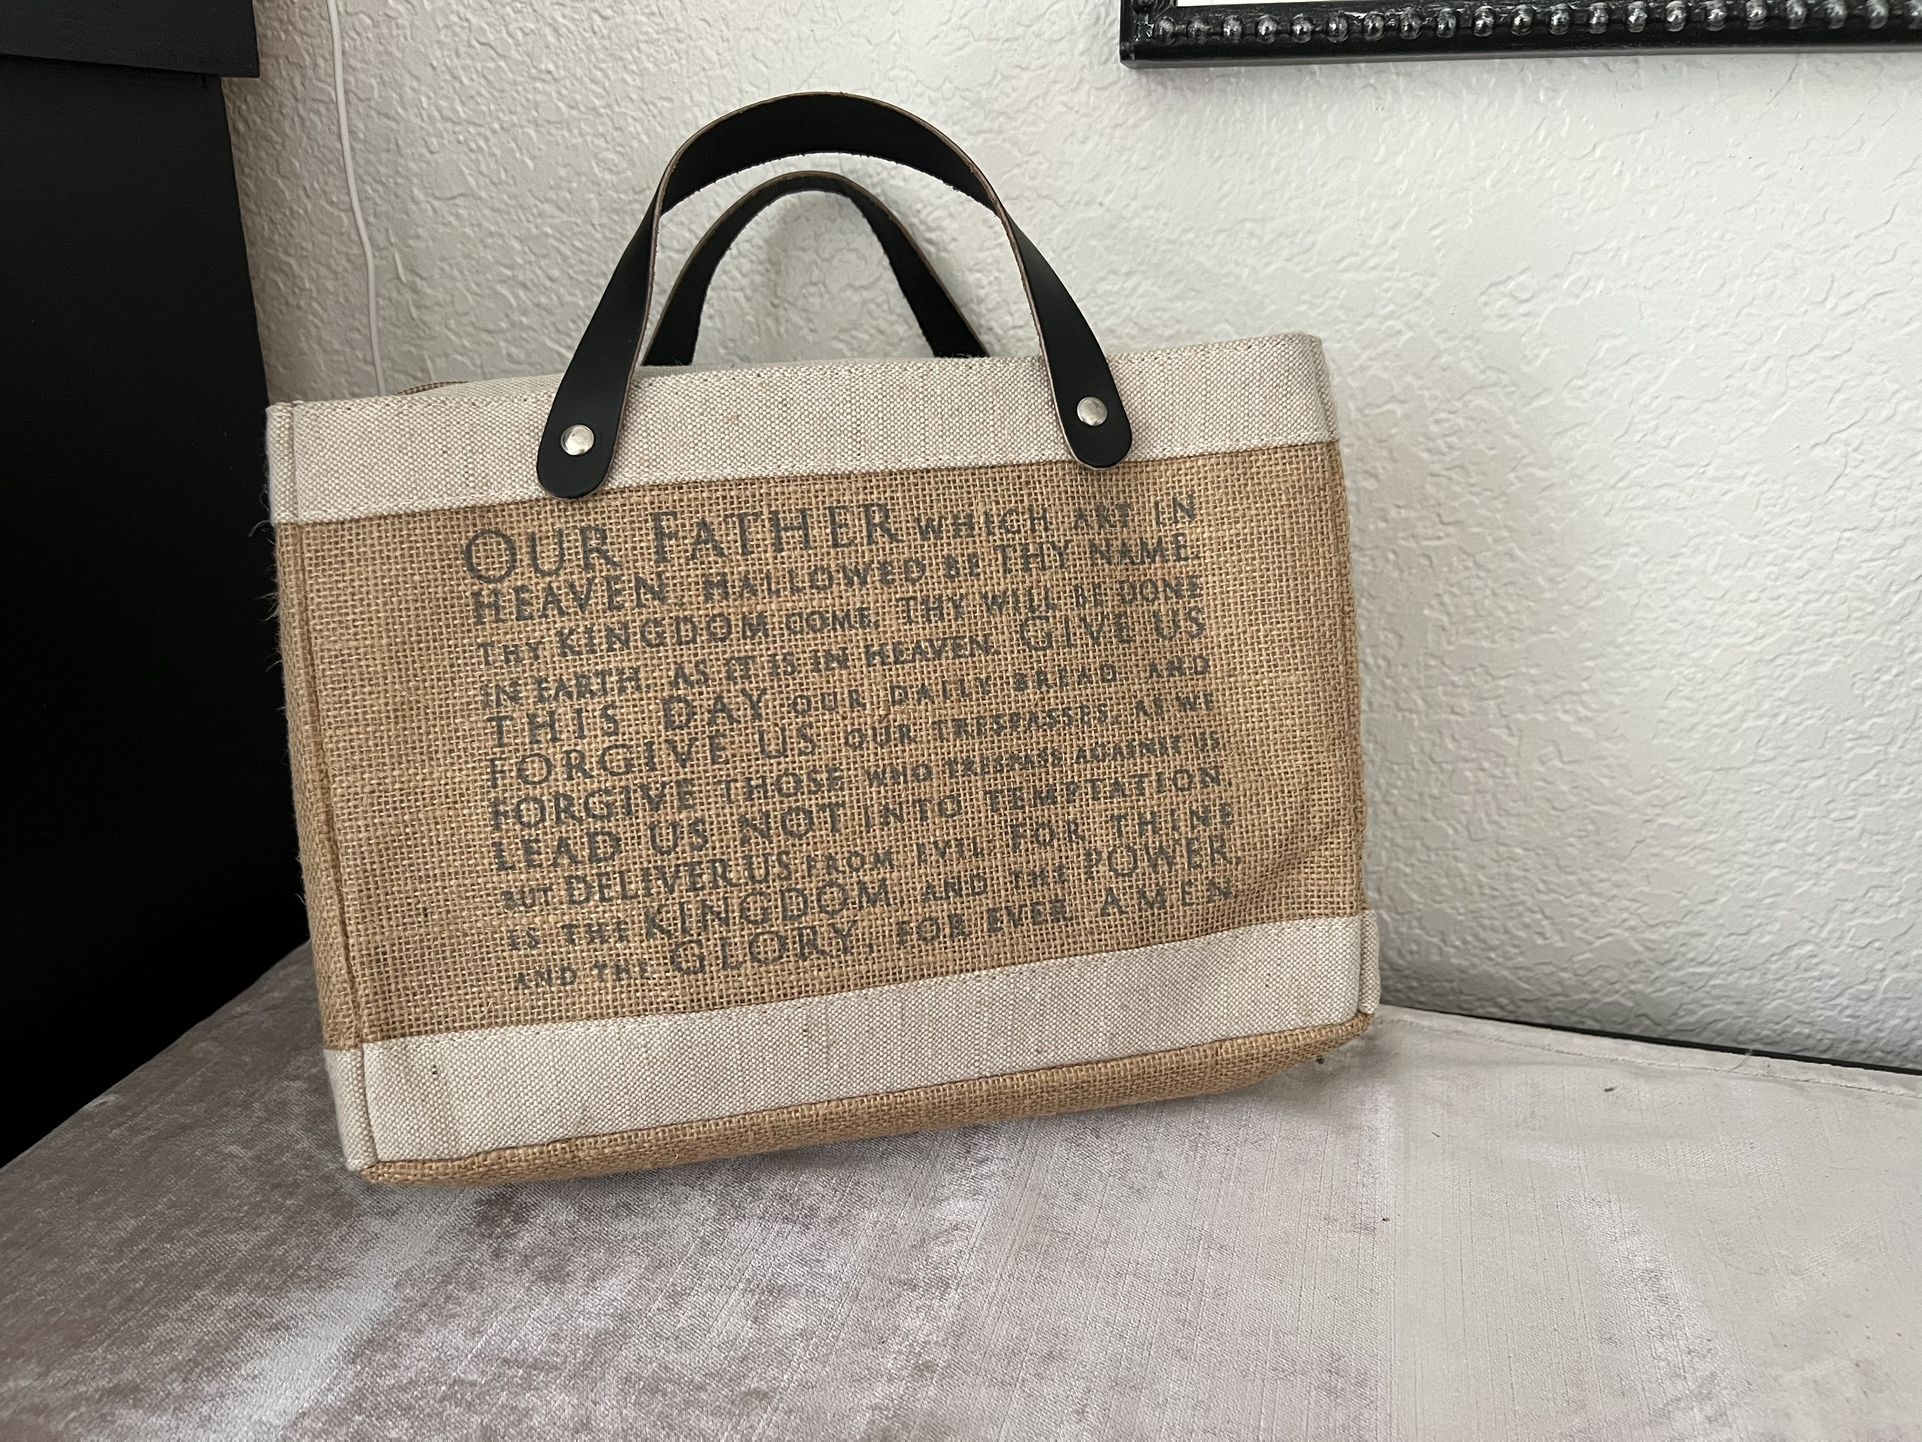 OUR FATHER WHICH ART IN
HEAVEN, HALLOWED BE THY NAME.
THY KINGDOM COME, THY WILL BE DONE
IN EARTH, AS IT IS IN HEAVEN. GIVE US
THIS DAY OUR DAILY BREAD AND
FORGIVE US OUR TRESPASSES, AS WE
FORGIVE THOSE WHO TRESPASS AGAINST US
LEAD US NOT INTO TEMPTATION,
BUT DELIVER US FROM EVIL FOR THINE
IS THE KINGDOM, AND THE POWER,
AND THE GLORY, FOR EVER AMEN